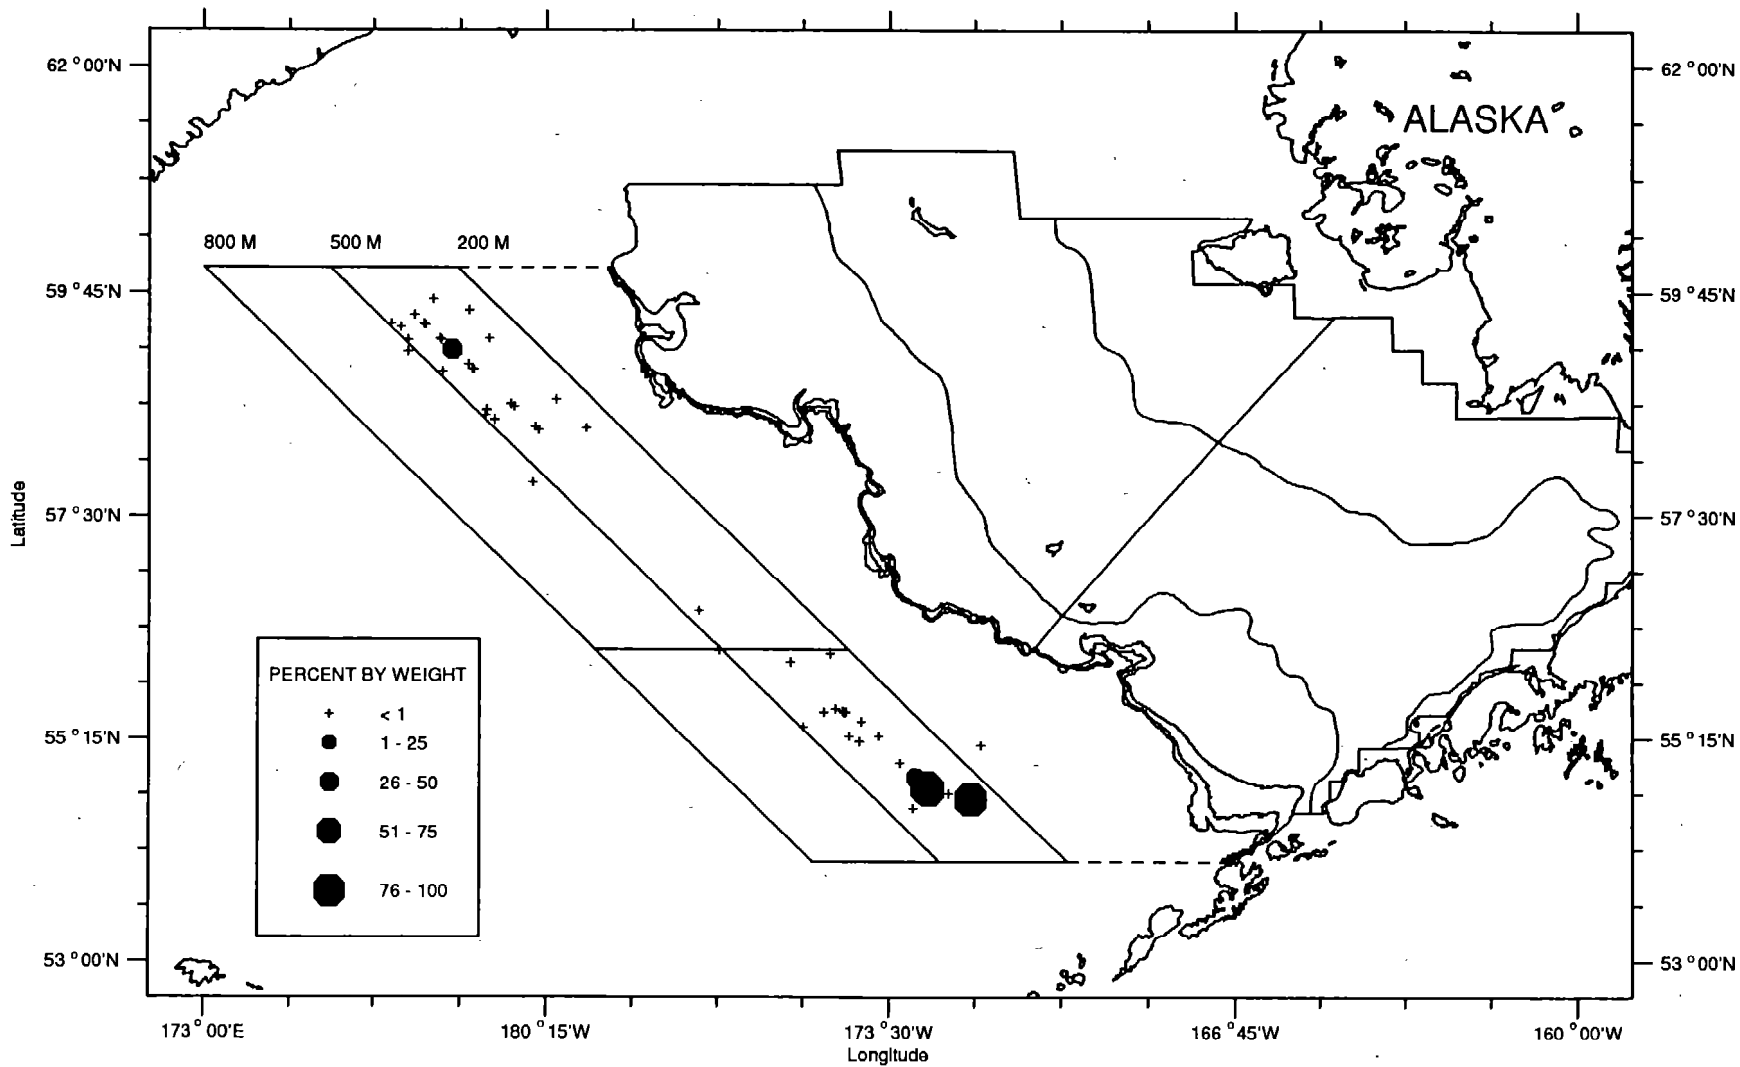 62 °00'N
62 °00'N
ALASKA
800 M
500 M
200 M
59 °45'N
59 °45'N
Latitude
57 °30'N
57 °30'N
PERCENT BY WEIGHT
< 1
1 - 25
26 - 50
51 - 75
76 - 100
55 °15'N
55 °15'N
53 °00'N
53 °00'N
173 °00'E
180 °15'W
173 °30'W
166 °45'W
160 °00'W
Longitude